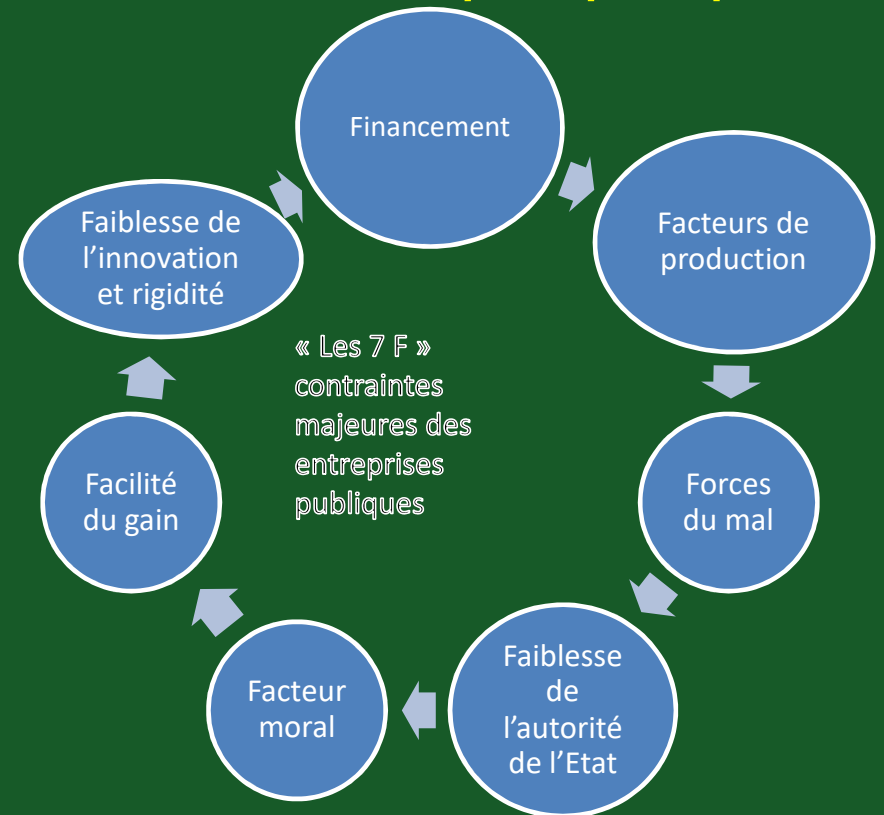 Financement
Facteurs de
production
Forces
du mal
Faiblesse
de
l’autorité
de l’Etat
Facteur
moral
Facilité
du gain
Faiblesse de
l’innovation
et rigidité
« Les 7 F »
contraintes
majeures des
entreprises
publiques